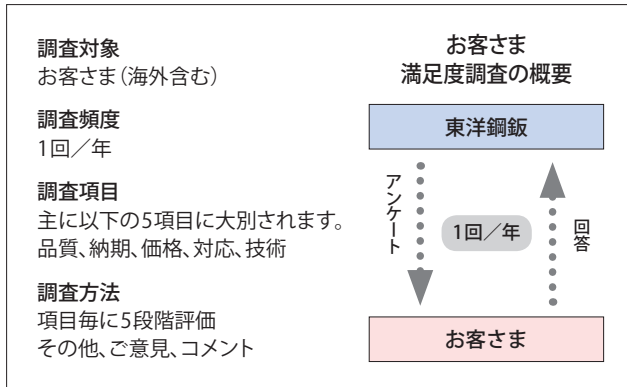 調査対象
お客さま（海外含む）
調査頻度
1回／年
調査項目
主に以下の5項目に大別されます。
品質、納期、価格、対応、技術
調査方法
項目毎に5段階評価
その他、ご意見、コメント
お客さま
満足度調査の概要
東洋鋼鈑
アンケート
1回／年
回答
お客さま